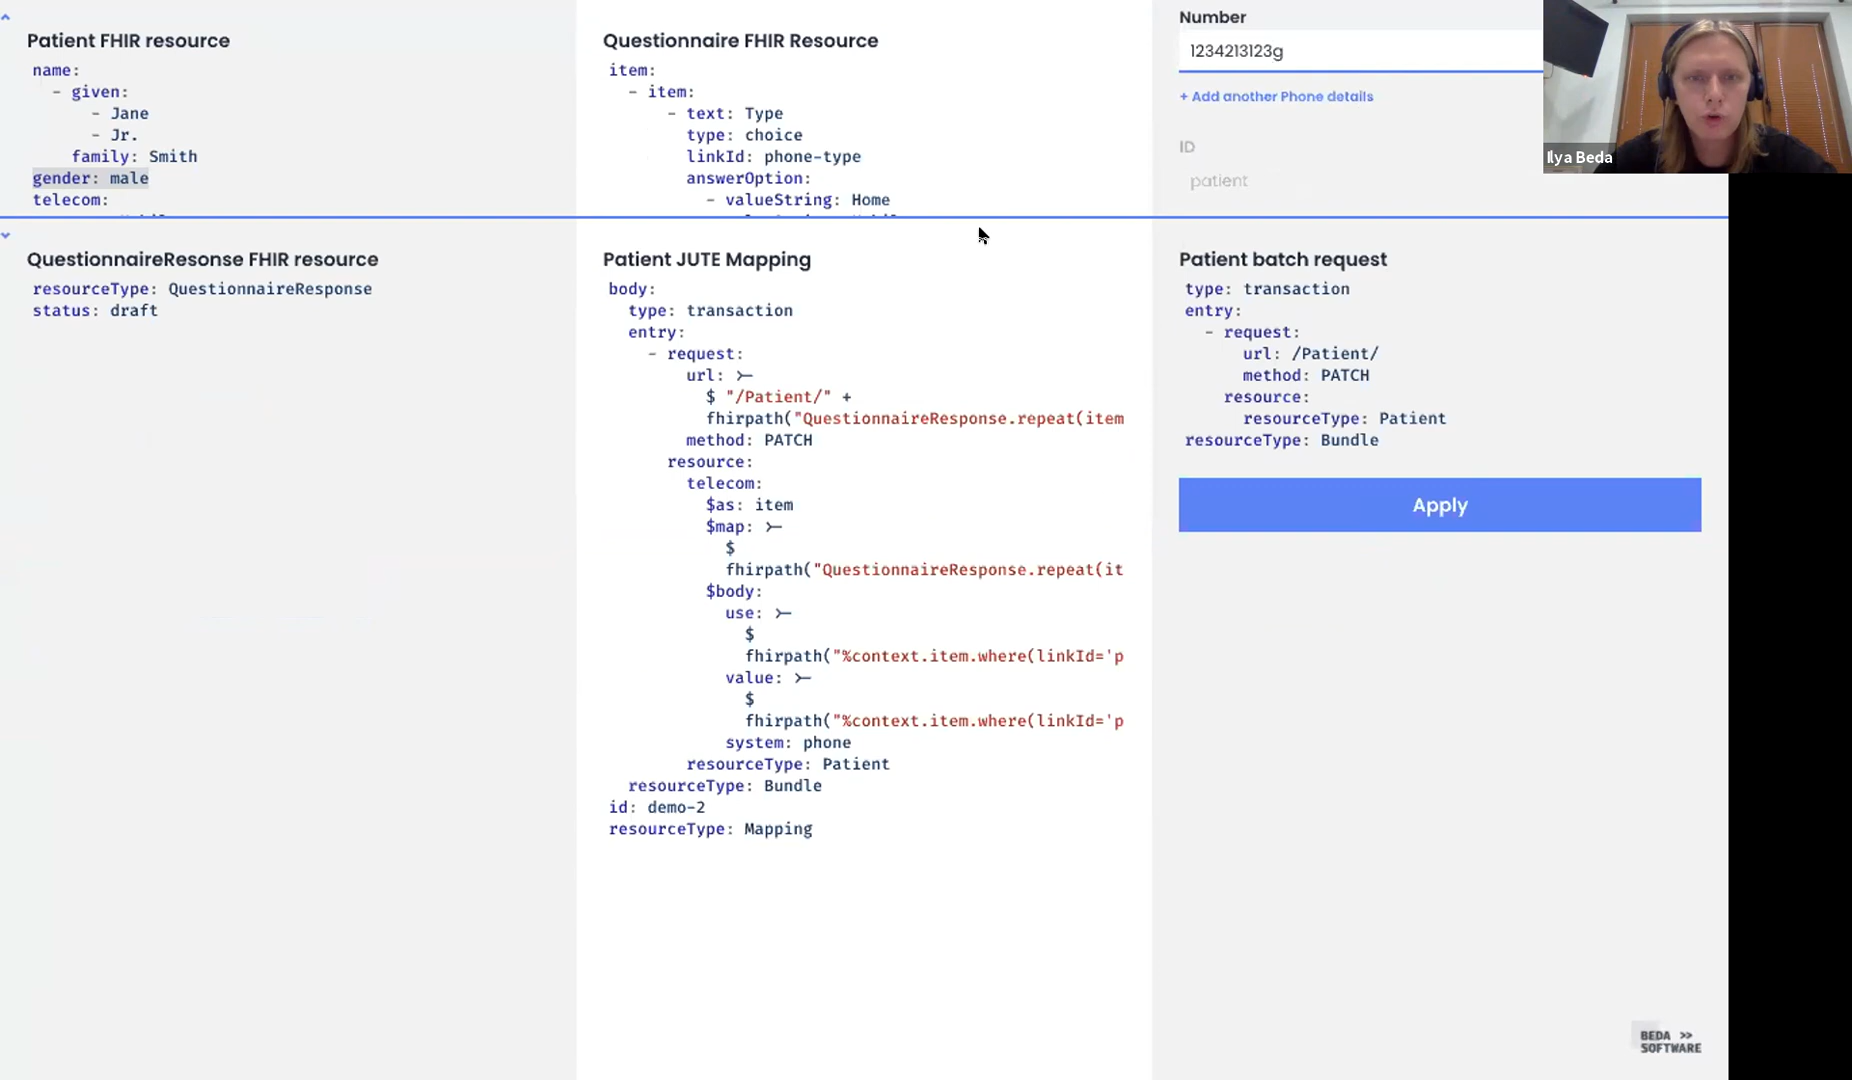 Patient FHIR resource
name:
- given:
- Jane
- Jr.
family: Smith
gender: male
telecom:
Questionnaire FHIR Resource
item:
- item:
- text: Type
type: choice
linkId: phone-type
answerOption:
- valueString: Home
Number
1234213123g
+ Add another Phone details
ID
patient
Ilya Beda
QuestionnaireResonse FHIR resource
resourceType: QuestionnaireResponse
status: draft
Patient JUTE Mapping
body:
type: transaction
entry:
- request:
url: >-
$ "/Patient/" +
fhirpath("QuestionnaireResponse.repeat(item
method: PATCH
resource:
telecom:
$as: item
$map: >-
$
fhirpath("QuestionnaireResponse.repeat(it
$body:
use: >-
$
fhirpath("%context.item.where(linkId='p
value: >-
$
fhirpath("%context.item.where(linkId='p
system: phone
resourceType: Patient
resourceType: Bundle
id: demo-2
resourceType: Mapping
Patient batch request
type: transaction
entry:
- request:
url: /Patient/
method: PATCH
resource:
resourceType: Patient
resourceType: Bundle
Apply
BEDA >>
SOFTWARE